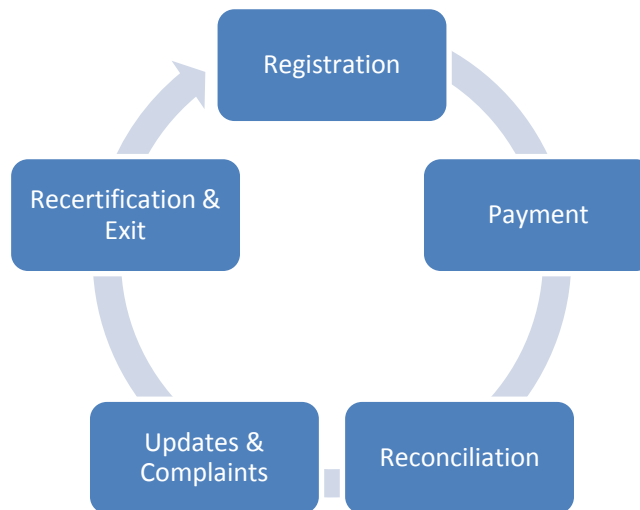 Registration
Payment
Reconciliation
Updates &
Complaints
Recertification &
Exit